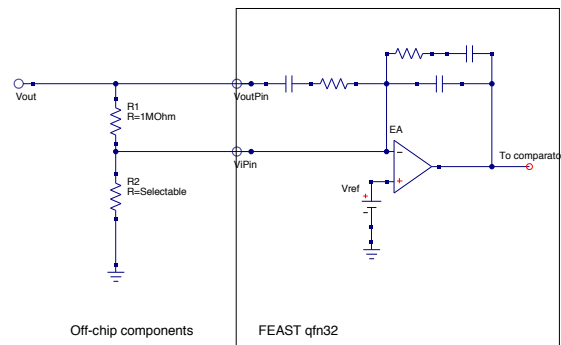 Vout
R1
R=1MOhm
R2
R=Selectable
VoutPin
ViPin
EA
Vref
To comparato
Off-chip components
FEAST qfn32